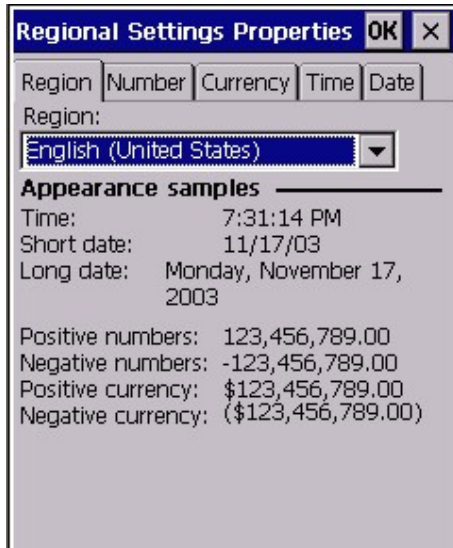 Regional Settings Properties OK ×
Region Number Currency Time Date
Region:
English (United States)
Appearance samples
Time: 7:31:14 PM
Short date: 11/17/03
Long date: Monday, November 17,
2003
Positive numbers: 123,456,789.00
Negative numbers: -123,456,789.00
Positive currency: $123,456,789.00
Negative currency: ($123,456,789.00)